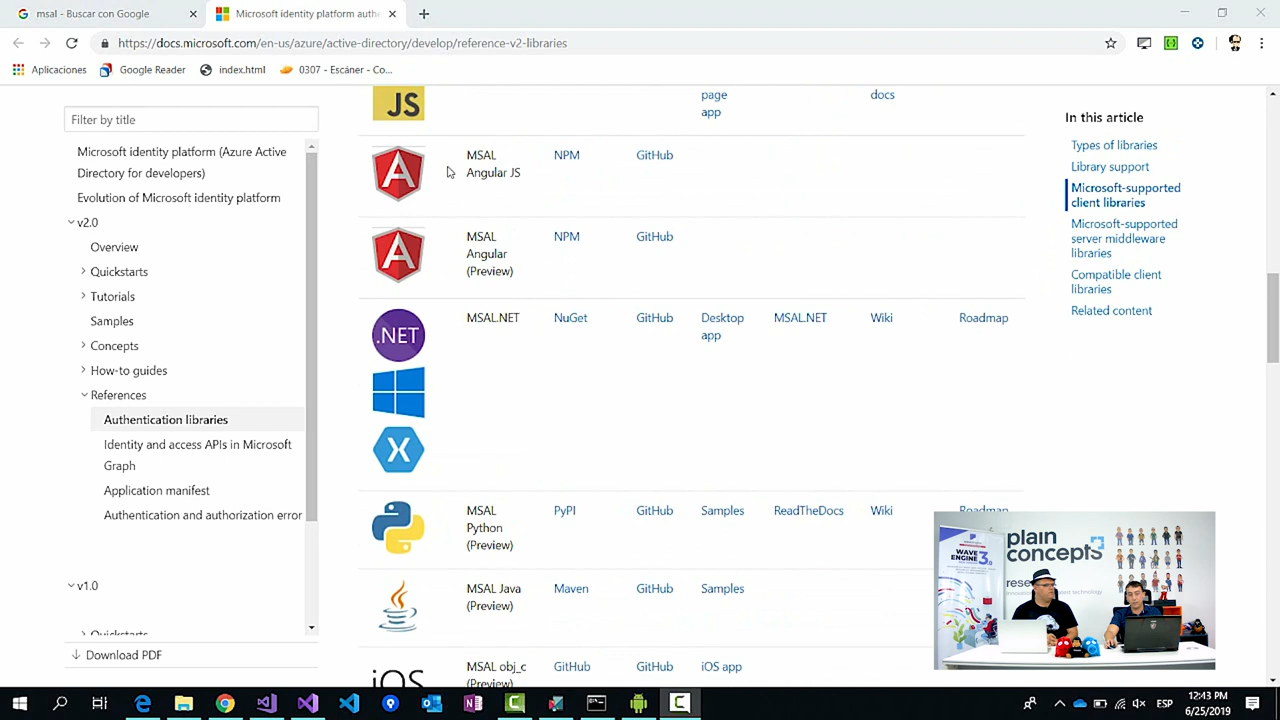 msal - Buscar con Google
Microsoft identity platform authe
https://docs.microsoft.com/en-us/azure/active-directory/develop/reference-v2-libraries
Aplicaciones
Google Reader
index.html
0307 - Escáner - Co...
Filter by title
Microsoft identity platform (Azure Active
Directory for developers)
Evolution of Microsoft identity platform
v2.0
Overview
Quickstarts
Tutorials
Samples
Concepts
How-to guides
References
Authentication libraries
Identity and access APIs in Microsoft
Graph
Application manifest
Authentication and authorization error
v1.0
Quickstarts
Download PDF
JS
page
app
docs
A
MSAL
Angular JS
NPM
GitHub
A
MSAL
Angular
(Preview)
NPM
GitHub
.NET
MSAL.NET
NuGet
GitHub
Desktop
app
MSAL.NET
Wiki
Roadmap
MSAL
Python
(Preview)
PyPI
GitHub
Samples
ReadTheDocs
Wiki
Roadmap
MSAL Java
(Preview)
Maven
GitHub
Samples
iOS
MSAL obj_c
(Preview)
GitHub
GitHub
iOS app
In this article
Types of libraries
Library support
Microsoft-supported
client libraries
Microsoft-supported
server middleware
libraries
Compatible client
libraries
Related content
plain
concepts
WAVE ENGINE
3.0
ESP
12:43 PM
6/25/2019